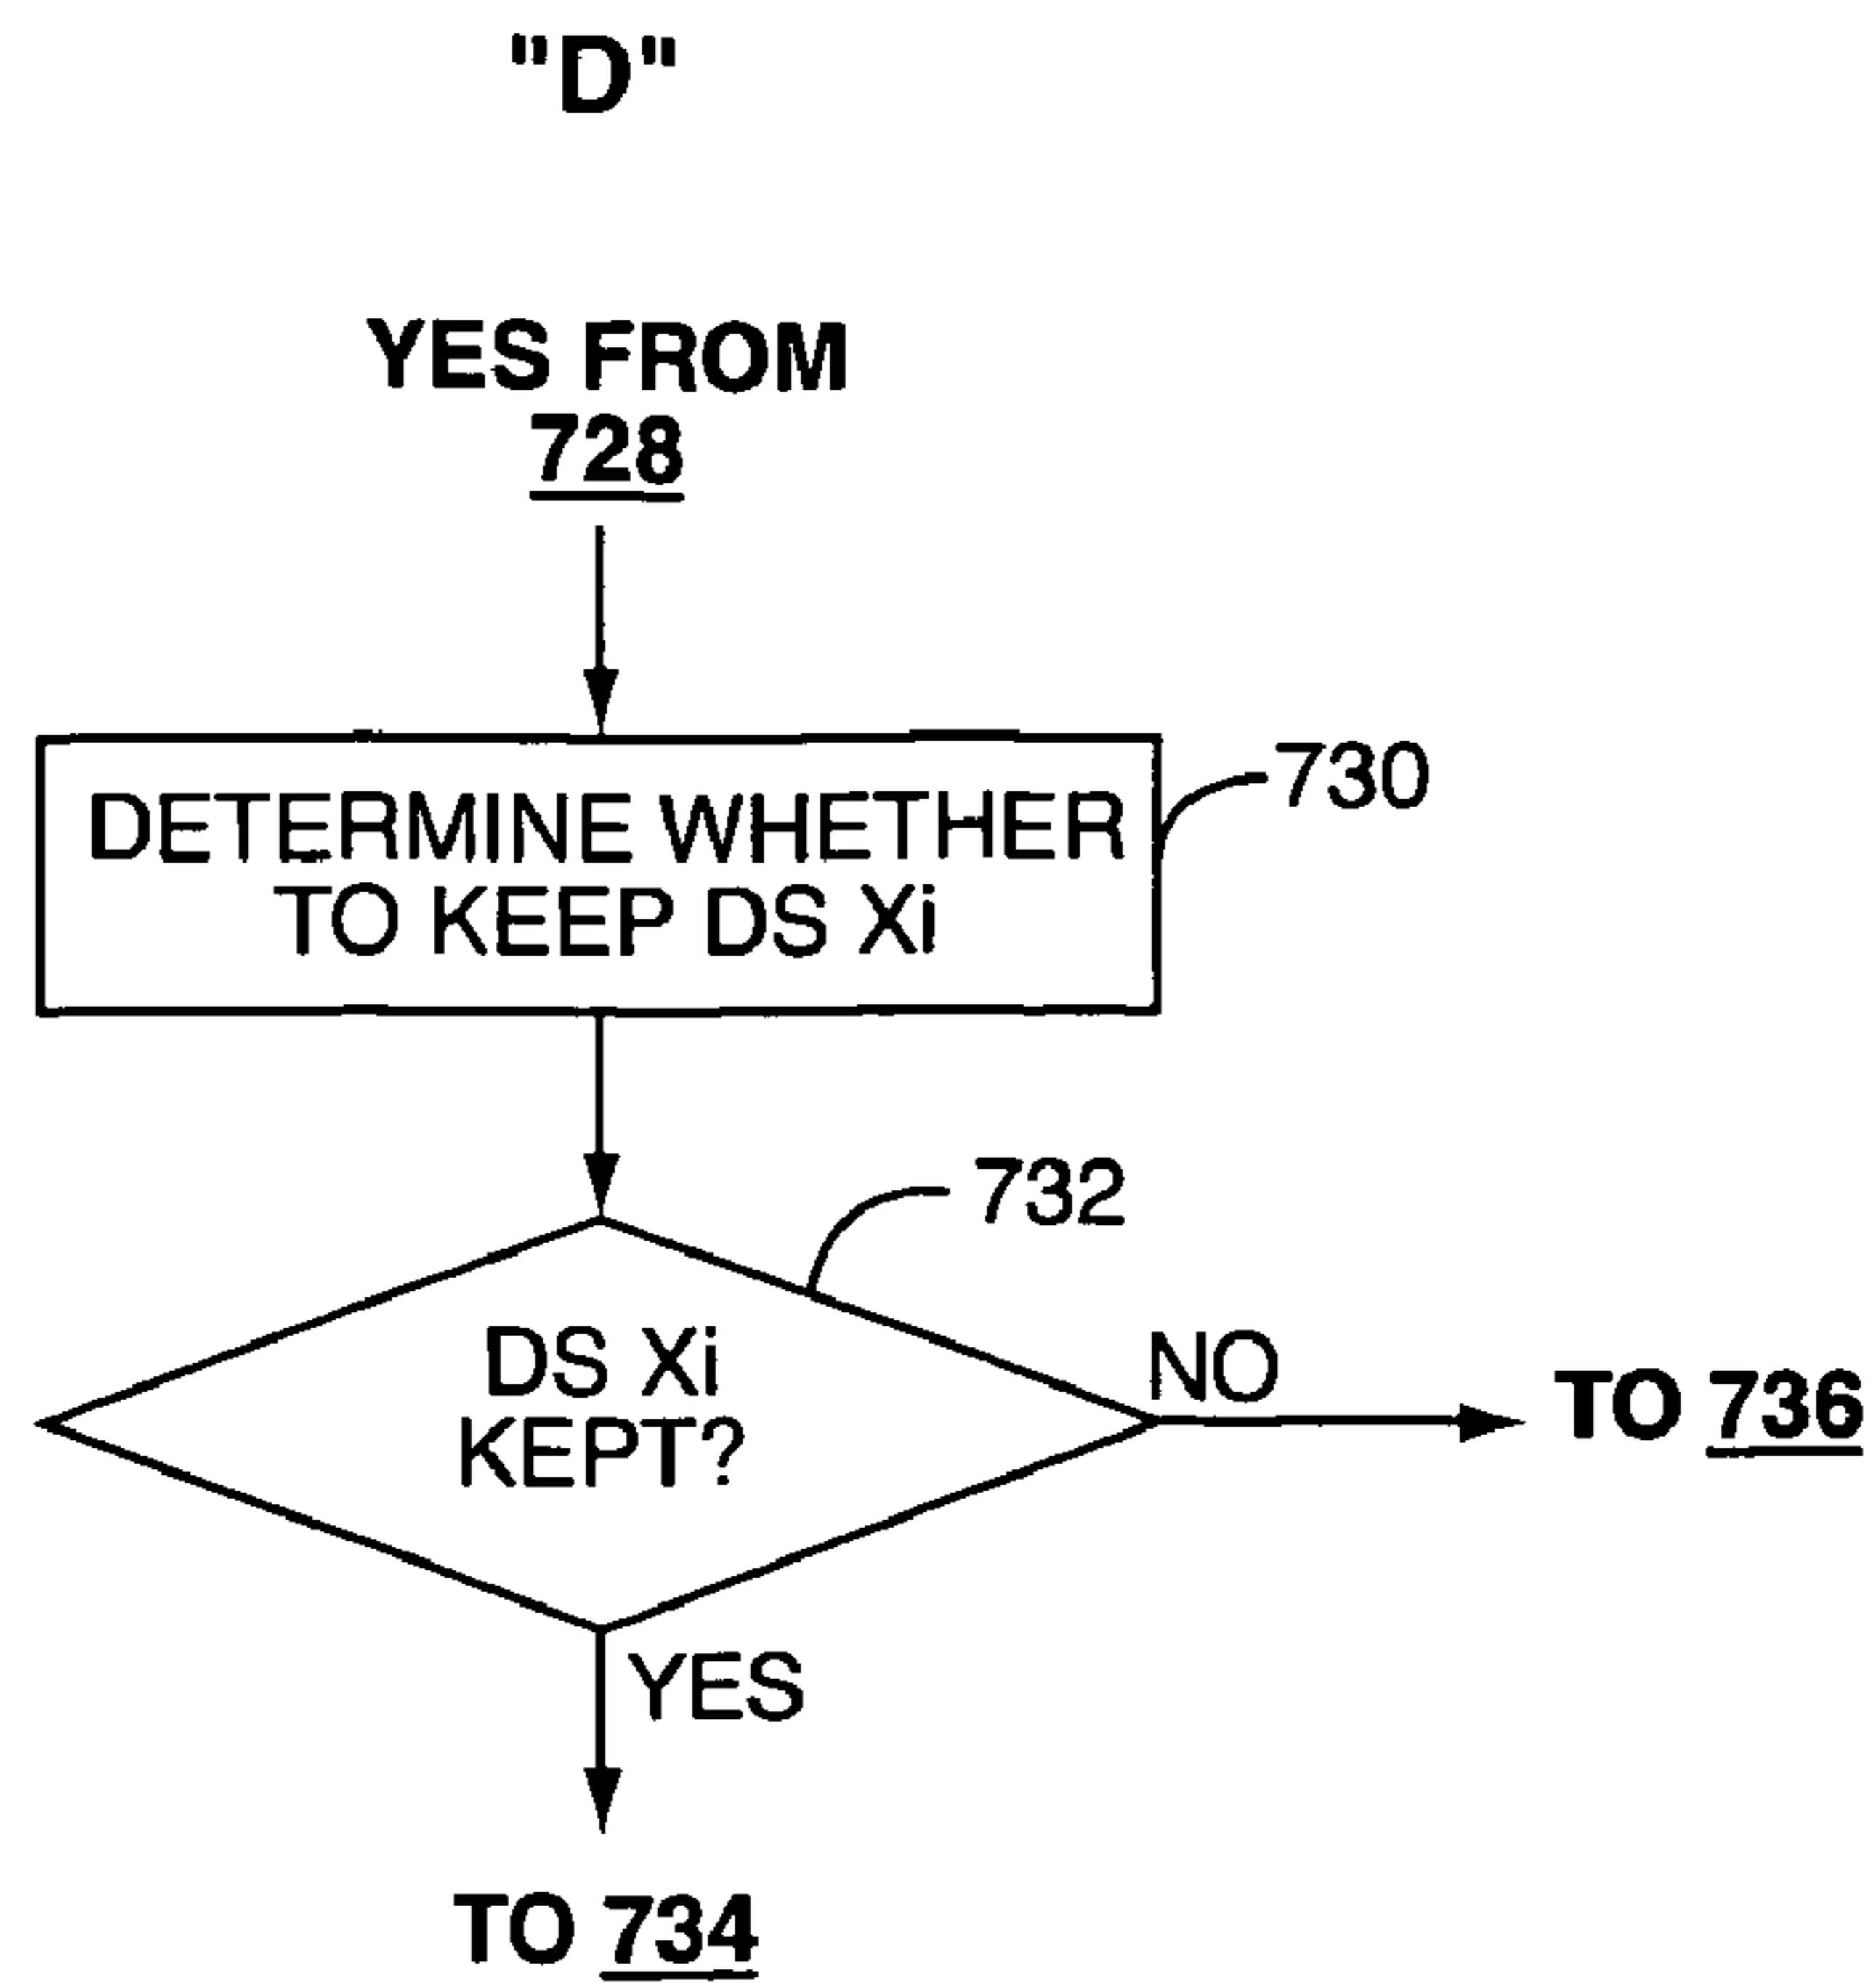 "D"
YES FROM
728
DETERMINE WHETHER
TO KEEP DS Xi
730
732
DS Xi
KEPT?
NO
TO 736
YES
TO 734